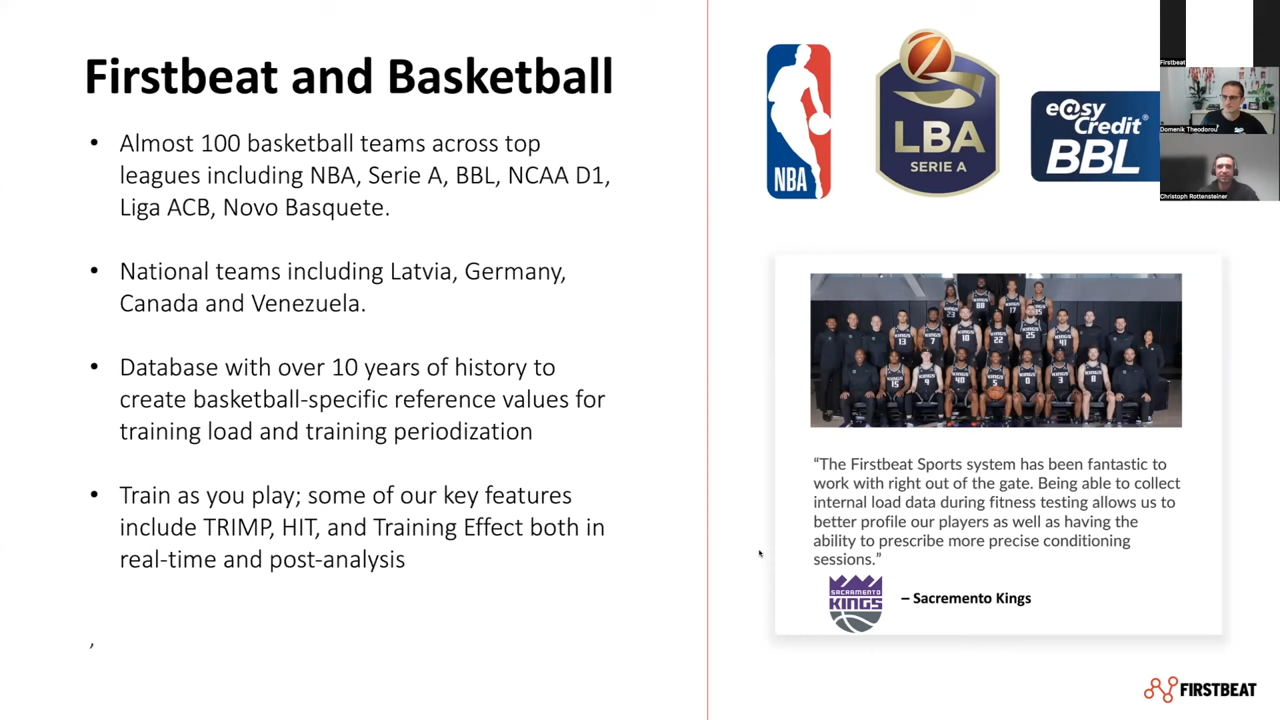 Firstbeat and Basketball
• Almost 100 basketball teams across top
leagues including NBA, Serie A, BBL, NCAA D1,
Liga ACB, Novo Basquete.
• National teams including Latvia, Germany,
Canada and Venezuela.
• Database with over 10 years of history to
create basketball-specific reference values for
training load and training periodization
• Train as you play; some of our key features
include TRIMP, HIT, and Training Effect both in
real-time and post-analysis
,
NBA
LBA
SERIE A
e@sy
Credit®
BBL
Firstbeat
Domenik Theodorou
Christoph Rottensteiner
“The Firstbeat Sports system has been fantastic to
work with right out of the gate. Being able to collect
internal load data during fitness testing allows us to
better profile our players as well as having the
ability to prescribe more precise conditioning
sessions.”
SACRAMENTO
KINGS
– Sacremento Kings
FIRSTBEAT